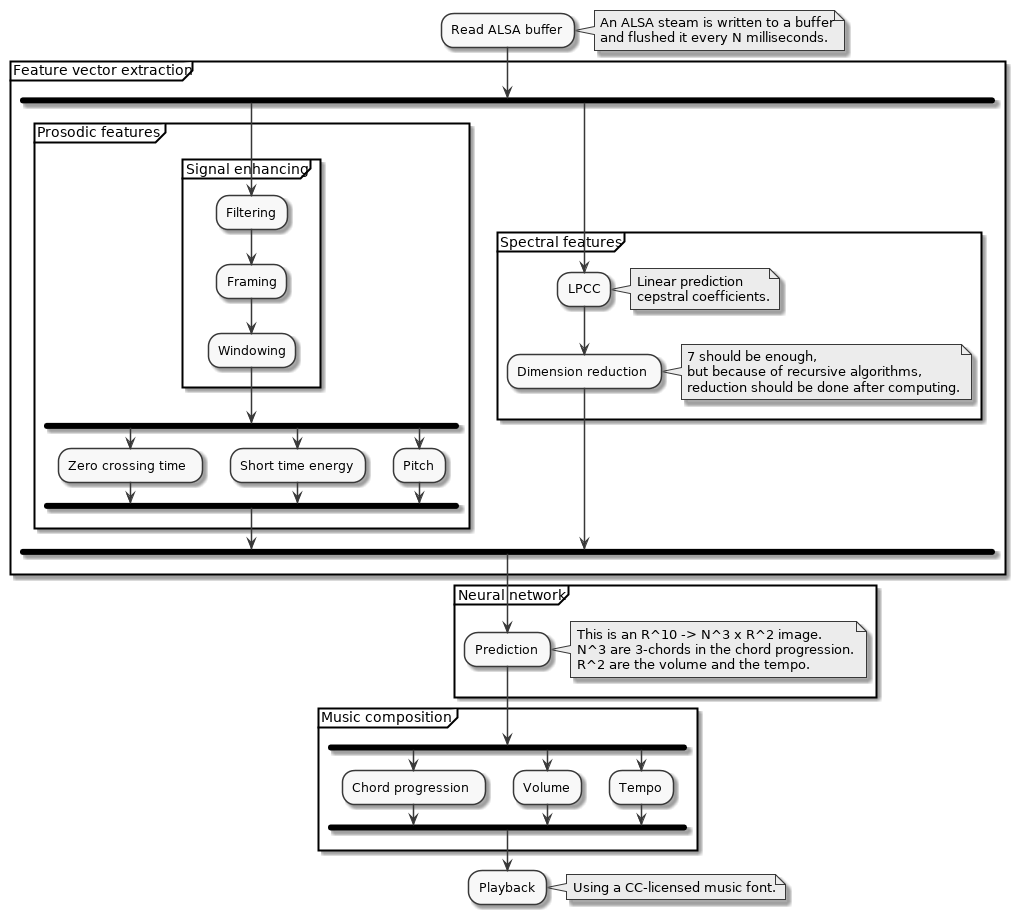 Read ALSA buffer
An ALSA steam is written to a buffer
and flushed it every N milliseconds.
Feature vector extraction
Prosodic features
Signal enhancing
Filtering
Framing
Windowing
Spectral features
LPCC
Linear prediction
cepstral coefficients.
Dimension reduction
7 should be enough,
but because of recursive algorithms,
reduction should be done after computing.
Zero crossing time
Short time energy
Pitch
Neural network
Prediction
This is an R^10 -> N^3 x R^2 image.
N^3 are 3-chords in the chord progression.
R^2 are the volume and the tempo.
Music composition
Chord progression
Volume
Tempo
Playback
Using a CC-licensed music font.